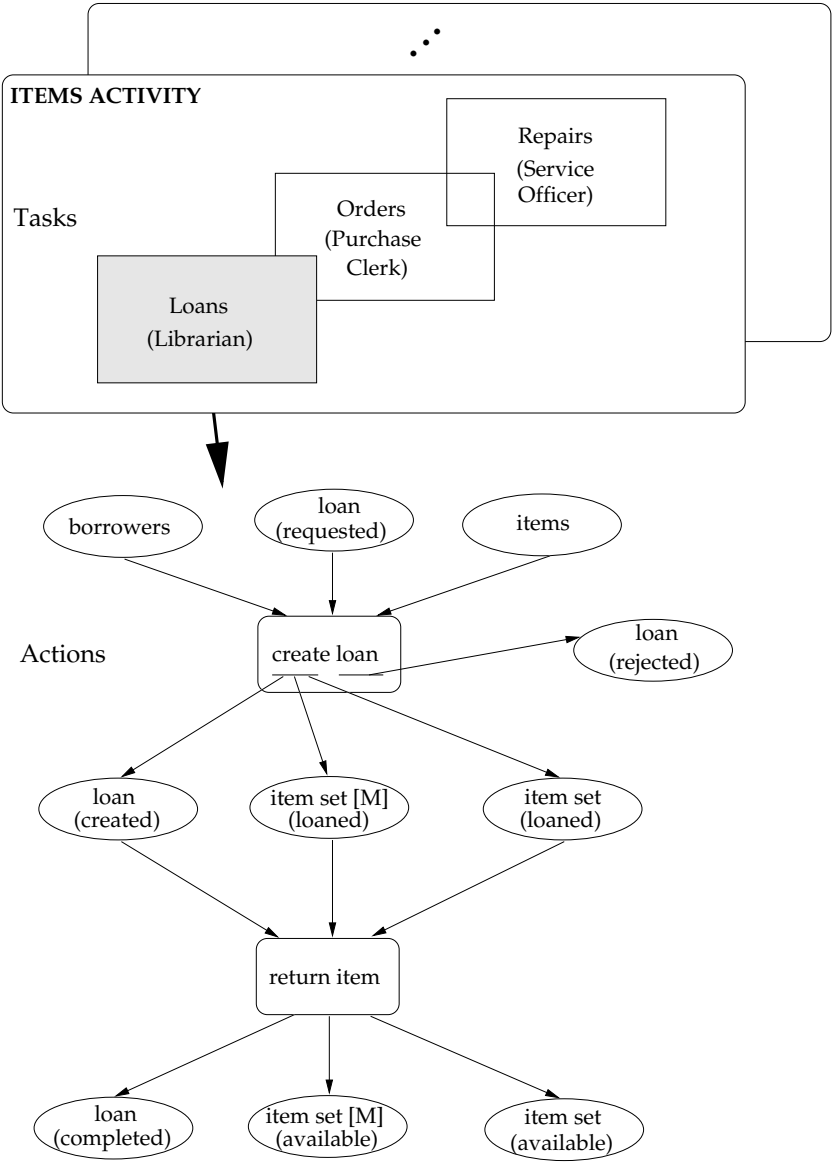 ITEMS ACTIVITY
Repairs
(Service
Officer)
Tasks
Orders
(Purchase
Clerk)
Loans
(Librarian)
borrowers
loan
(requested)
items
Actions
create loan
loan
(rejected)
loan
(created)
item set [M]
(loaned)
item set
(loaned)
return item
loan
(completed)
item set [M]
(available)
item set
(available)